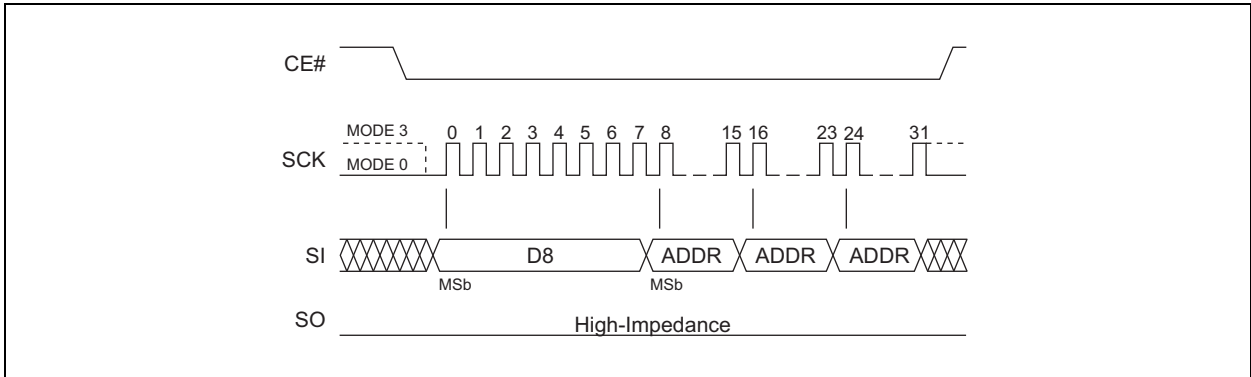 CE#
MODE 3
0 1 2 3 4 5 6 7 8 15 16 23 24 31
SCK
MODE 0
SI
D8 ADDR ADDR ADDR
MSb MSb
SO
High-Impedance